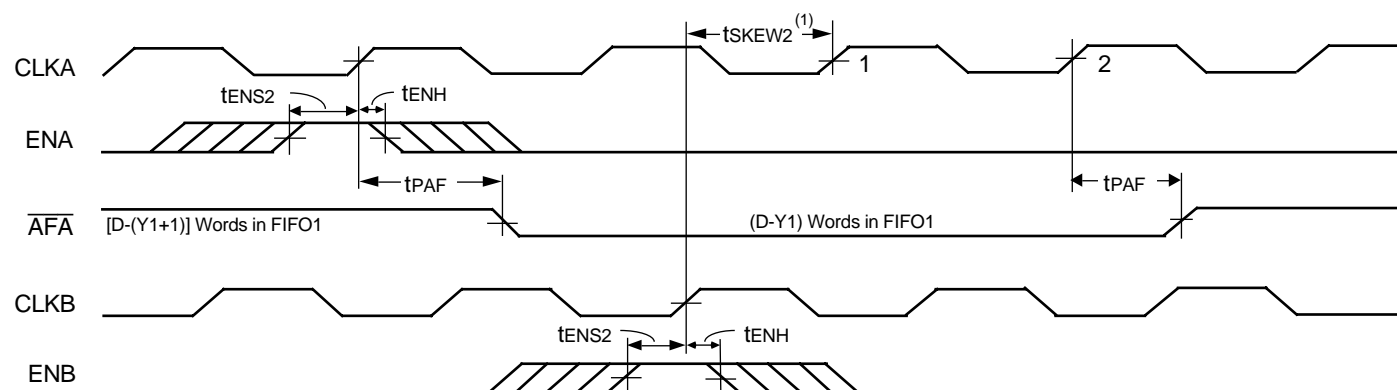 tSKEW2(1)
CLKA
1
2
tENS2
tENH
ENA
tPAF
tPAF
AFA
[D-(Y1+1)] Words in FIFO1
(D-Y1) Words in FIFO1
CLKB
tENS2
tENH
ENB